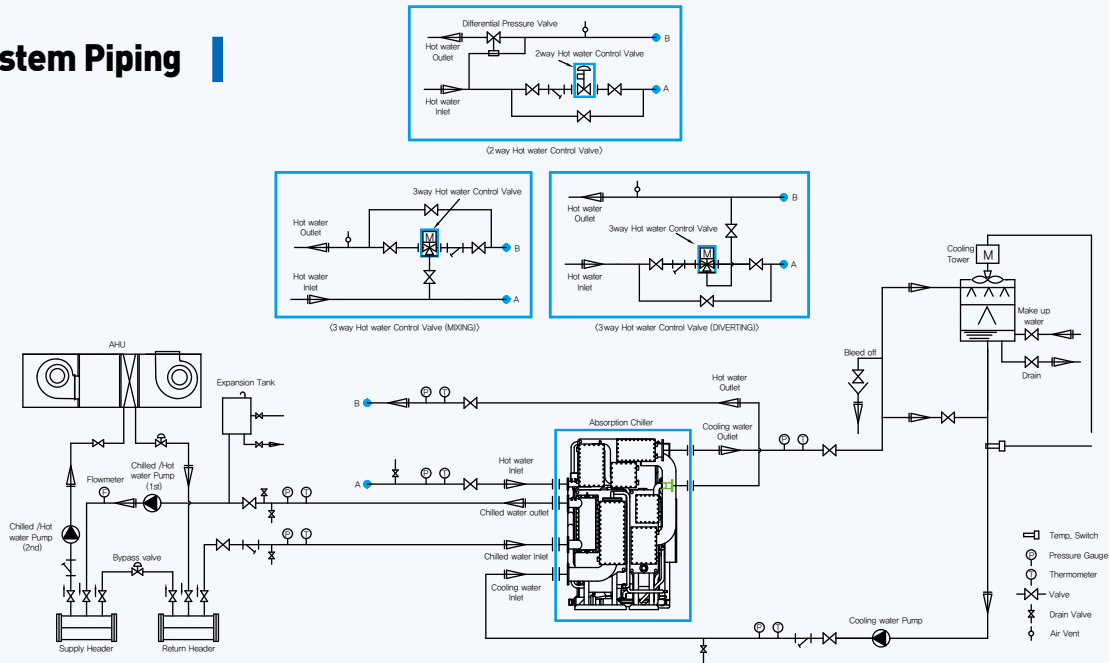 stem Piping
Differential Pressure Valve
Hot water
Outlet
B
2way Hot water Control Valve
A
Hot water
Inlet
〈2way Hot water Control Valve〉
3way Hot water Control Valve
Hot water
Outlet
M
B
Hot water
Inlet
A
〈3way Hot water Control Valve (MIXING)〉
Hot water
Outlet
B
3way Hot water Control Valve
M
A
Hot water
Inlet
〈3way Hot water Control Valve (DIVERTING)〉
Cooling
Tower
M
Make up
water
Drain
Bleed off
AHU
Expansion Tank
Hot water
Outlet
B
P
T
Absorption Chiller
Cooling water
Outlet
P
T
Hot water
Inlet
A
P
T
Chilled /Hot
water Pump
(1st)
Flowmeter
F
P
T
Chilled water outlet
Chilled /Hot
water Pump
(2nd)
P
T
Chilled water Inlet
Bypass valve
Cooling water
Inlet
Supply Header
Return Header
P
T
Cooling water Pump
Temp. Switch
P
Pressure Gauge
T
Thermometer
Valve
Drain Valve
Air Vent